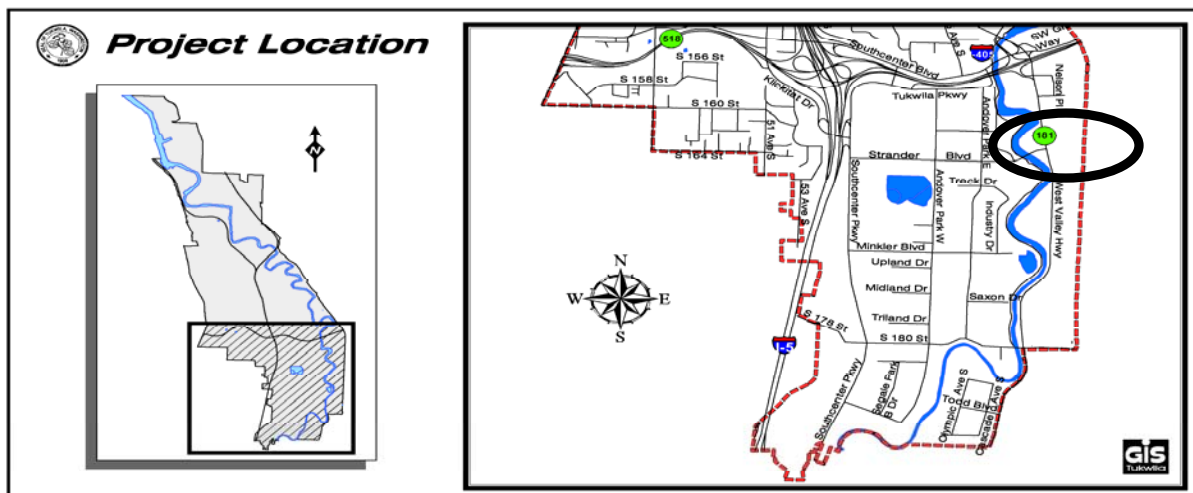 Project Location
N
518
S 156 St
S 158 St
S 160 St
S 164 St
51 Ave S
53 Ave S
Klickitat Dr
Southcenter Blvd
I-405
SW
Way
Nelson Pl
Tukwila Pkwy
Andover Park E
101
Strander Blvd
Treck Dr
Southcenter Pkwy
Andover Park W
Industry Dr
West Valley Hwy
Minkler Blvd
Upland Dr
Midland Dr
Saxon Dr
Triland Dr
S 178 St
S 180 St
I-5
N
W E
S
Southcenter Pkwy
Segale Park
B Dr
Olympic Ave S
Todd Blvd
Cascade Ave S
GIS
Tukwila